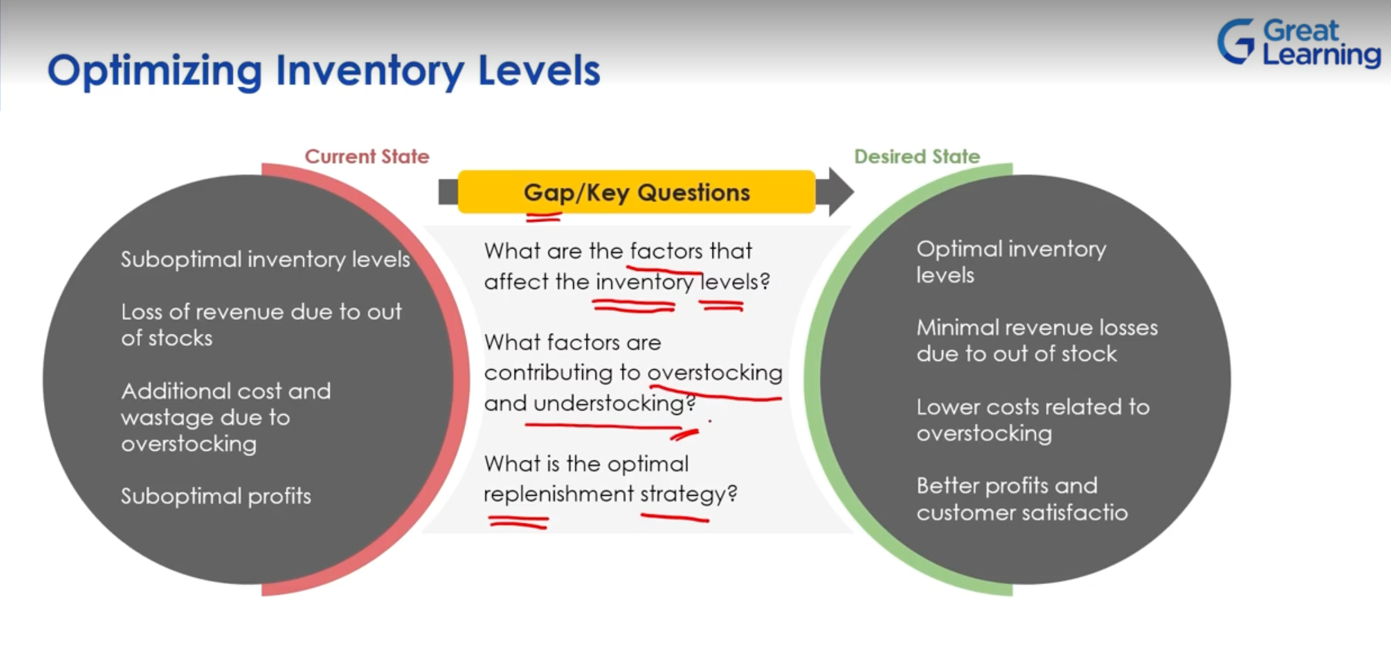 Great
Learning
Optimizing Inventory Levels
Current State
Suboptimal inventory levels
Loss of revenue due to out
of stocks
Additional cost and
wastage due to
overstocking
Suboptimal profits
Gap/Key Questions
What are the factors that
affect the inventory levels?
What factors are
contributing to overstocking
and understocking?
What is the optimal
replenishment strategy?
Desired State
Optimal inventory
levels
Minimal revenue losses
due to out of stock
Lower costs related to
overstocking
Better profits and
customer satisfactio